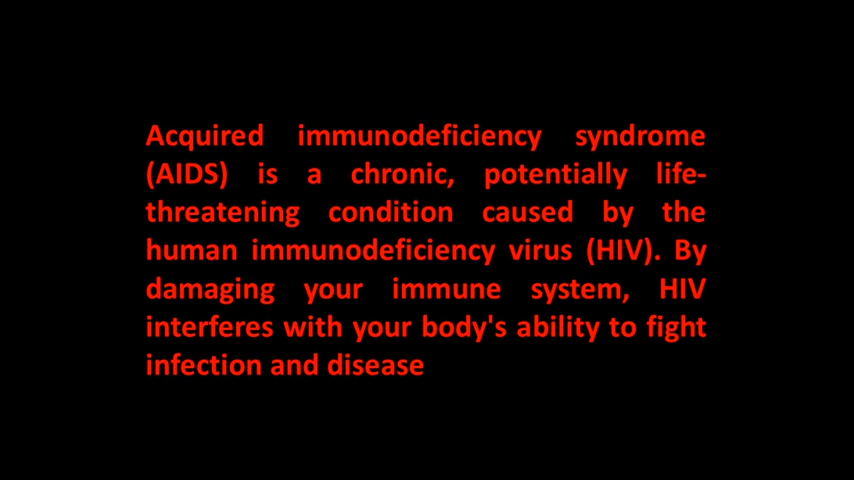 Acquired immunodeficiency syndrome
(AIDS) is a chronic, potentially life-
threatening condition caused by the
human immunodeficiency virus (HIV). By
damaging your immune system, HIV
interferes with your body's ability to fight
infection and disease